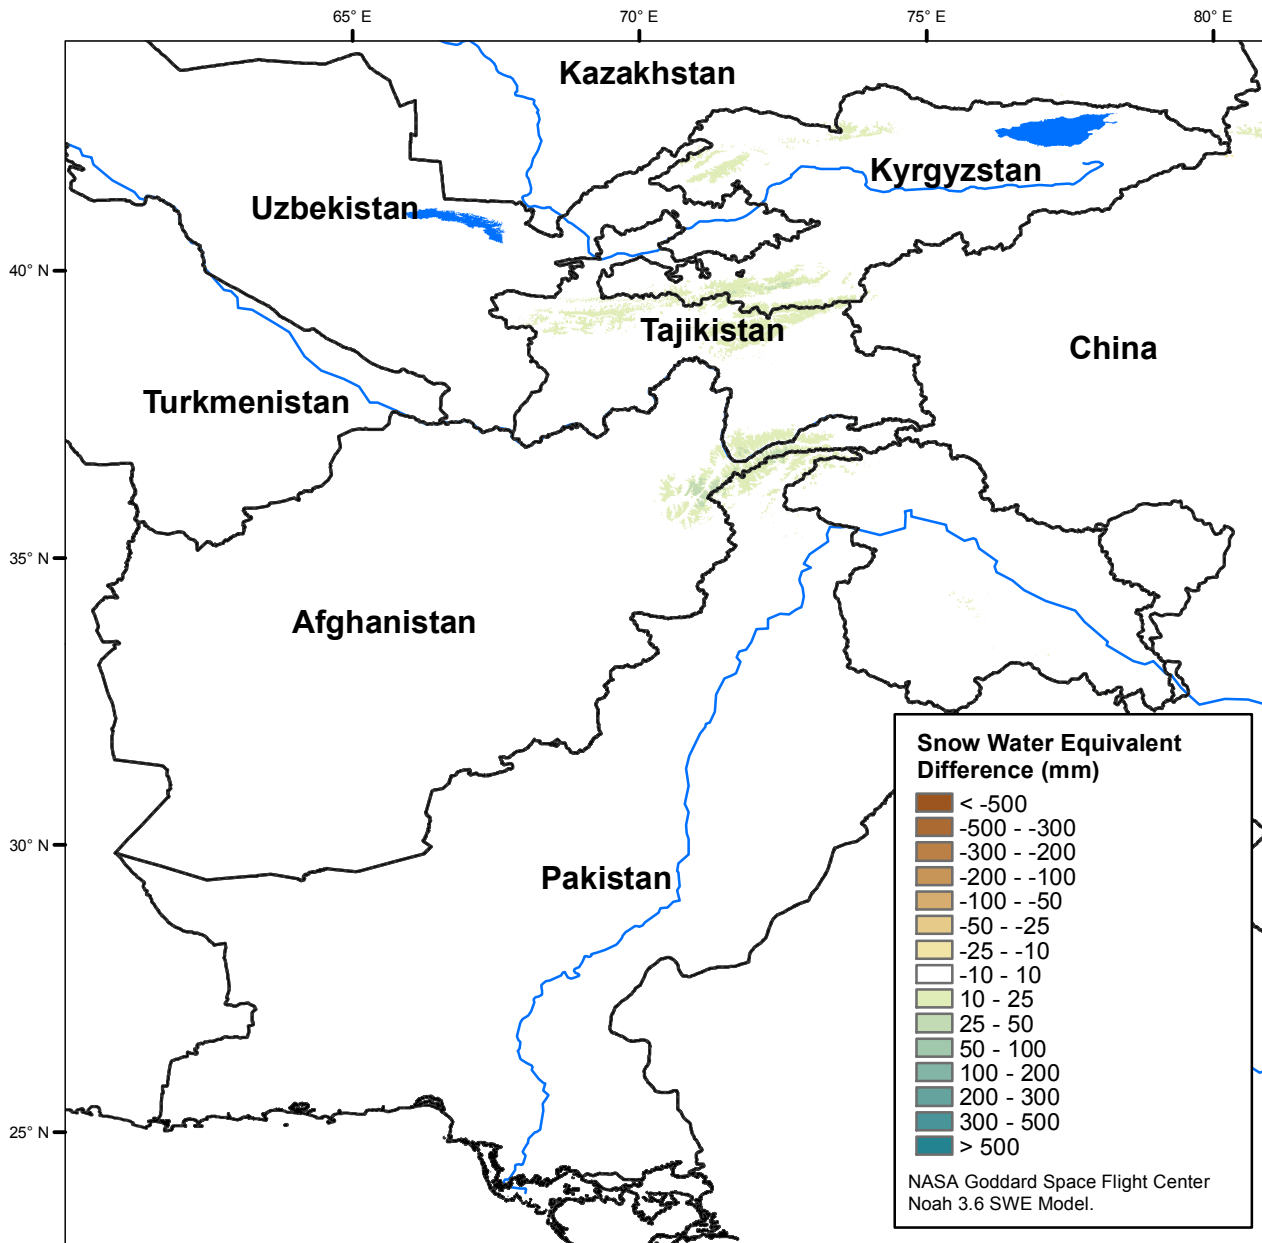 65° E
70° E
75° E
80° E
Kazakhstan
Kyrgyzstan
Uzbekistan
40° N
Tajikistan
China
Turkmenistan
35° N
Afghanistan
30° N
Pakistan
25° N
Snow Water Equivalent
Difference (mm)
< -500
-500 - -300
-300 - -200
-200 - -100
-100 - -50
-50 - -25
-25 - -10
-10 - 10
10 - 25
25 - 50
50 - 100
100 - 200
200 - 300
300 - 500
> 500
NASA Goddard Space Flight Center
Noah 3.6 SWE Model.